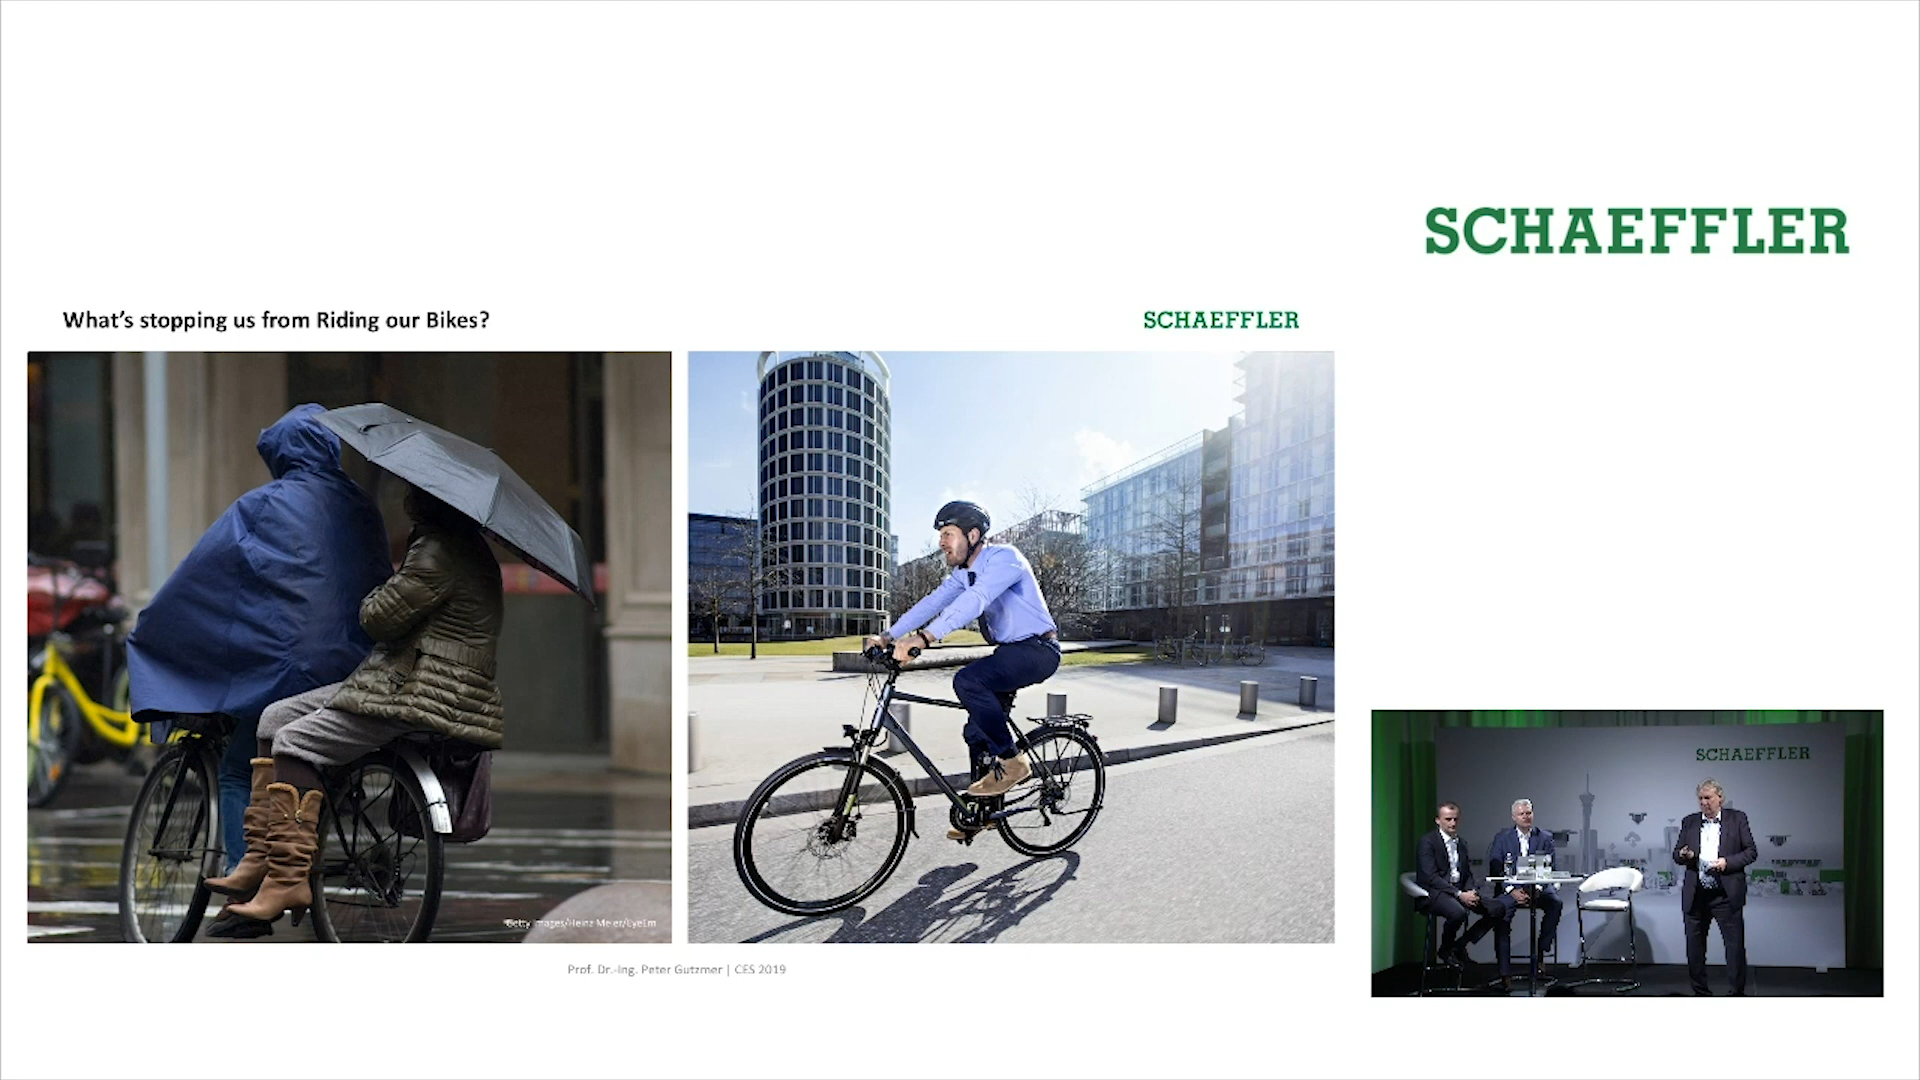 SCHAEFFLER
What's stopping us from Riding our Bikes?
SCHAEFFLER
SCHAEFFLER
Getty Images/Heinz Meier/EyeEm
Prof. Dr.-Ing. Peter Gutzmer | CES 2019